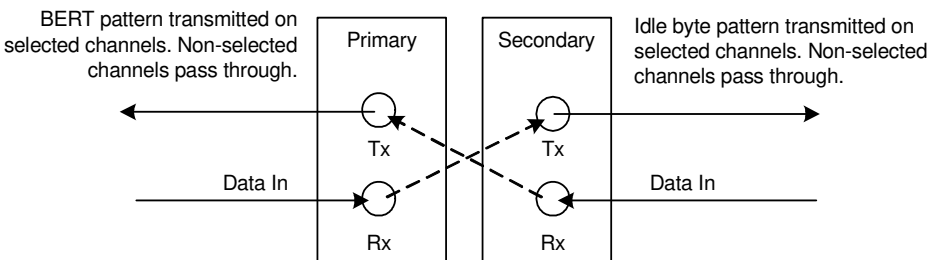 BERT pattern transmitted on
selected channels. Non-selected
channels pass through.
Primary
Secondary
Idle byte pattern transmitted on
selected channels. Non-selected
channels pass through.
Tx
Tx
Data In
Data In
Rx
Rx